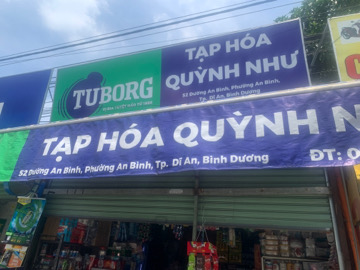 TUBORG
TẠP HÓA
QUỲNH NHƯ
52 Đường An Bình, Phường An Bình,
Tp. Dĩ An, Bình Dương
TẠP HÓA QUỲNH N
52 Đường An Bình, Phường An Bình, Tp. Dĩ An, Bình Dương
ĐT: 0